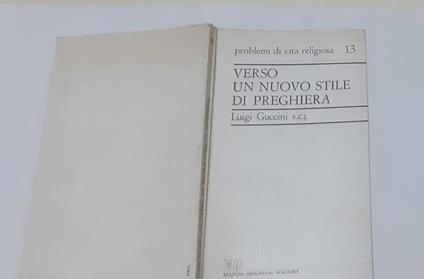 problemi di vita religiosa 13
VERSO
UN NUOVO STILE
DI PREGHIERA
Luigi Guccini s.c.j.
EDIZIONI DEHONIANE BOLOGNA